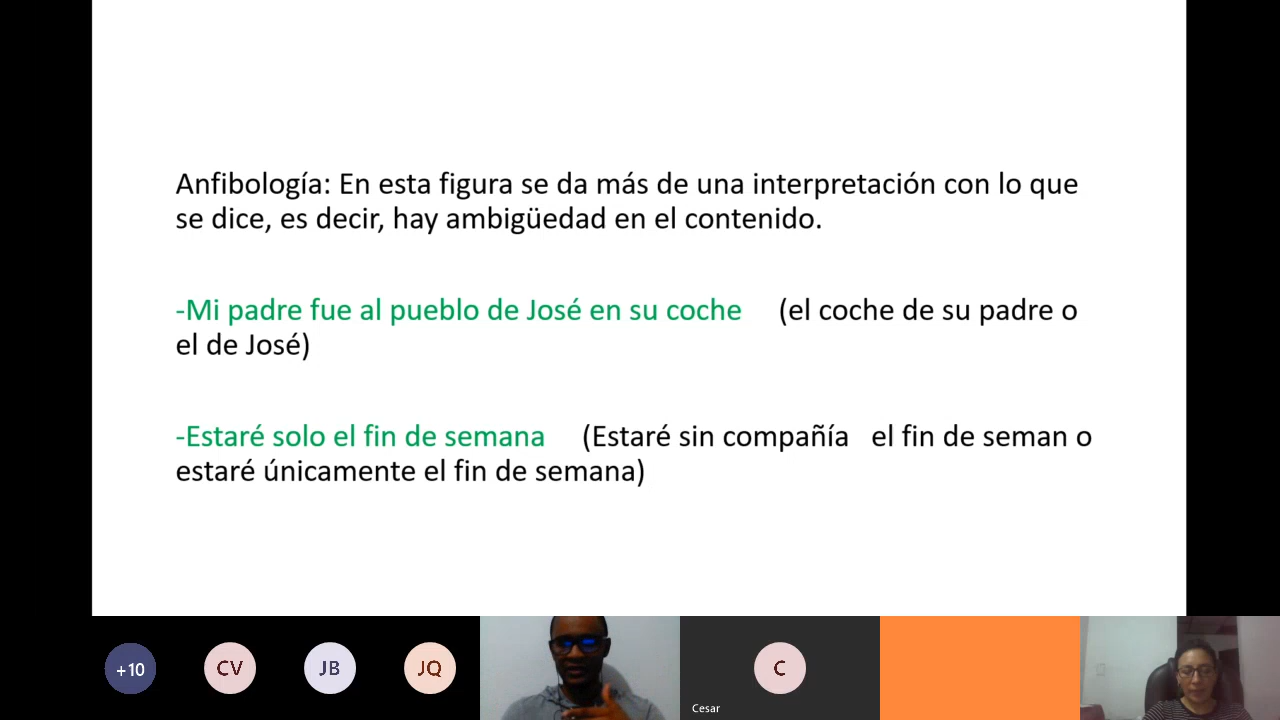 Anfibología: En esta figura se da más de una interpretación con lo que
se dice, es decir, hay ambigüedad en el contenido.
-Mi padre fue al pueblo de José en su coche (el coche de su padre o
el de José)
-Estaré solo el fin de semana (Estaré sin compañía el fin de seman o
estaré únicamente el fin de semana)
+10 CV JB JQ C
Cesar